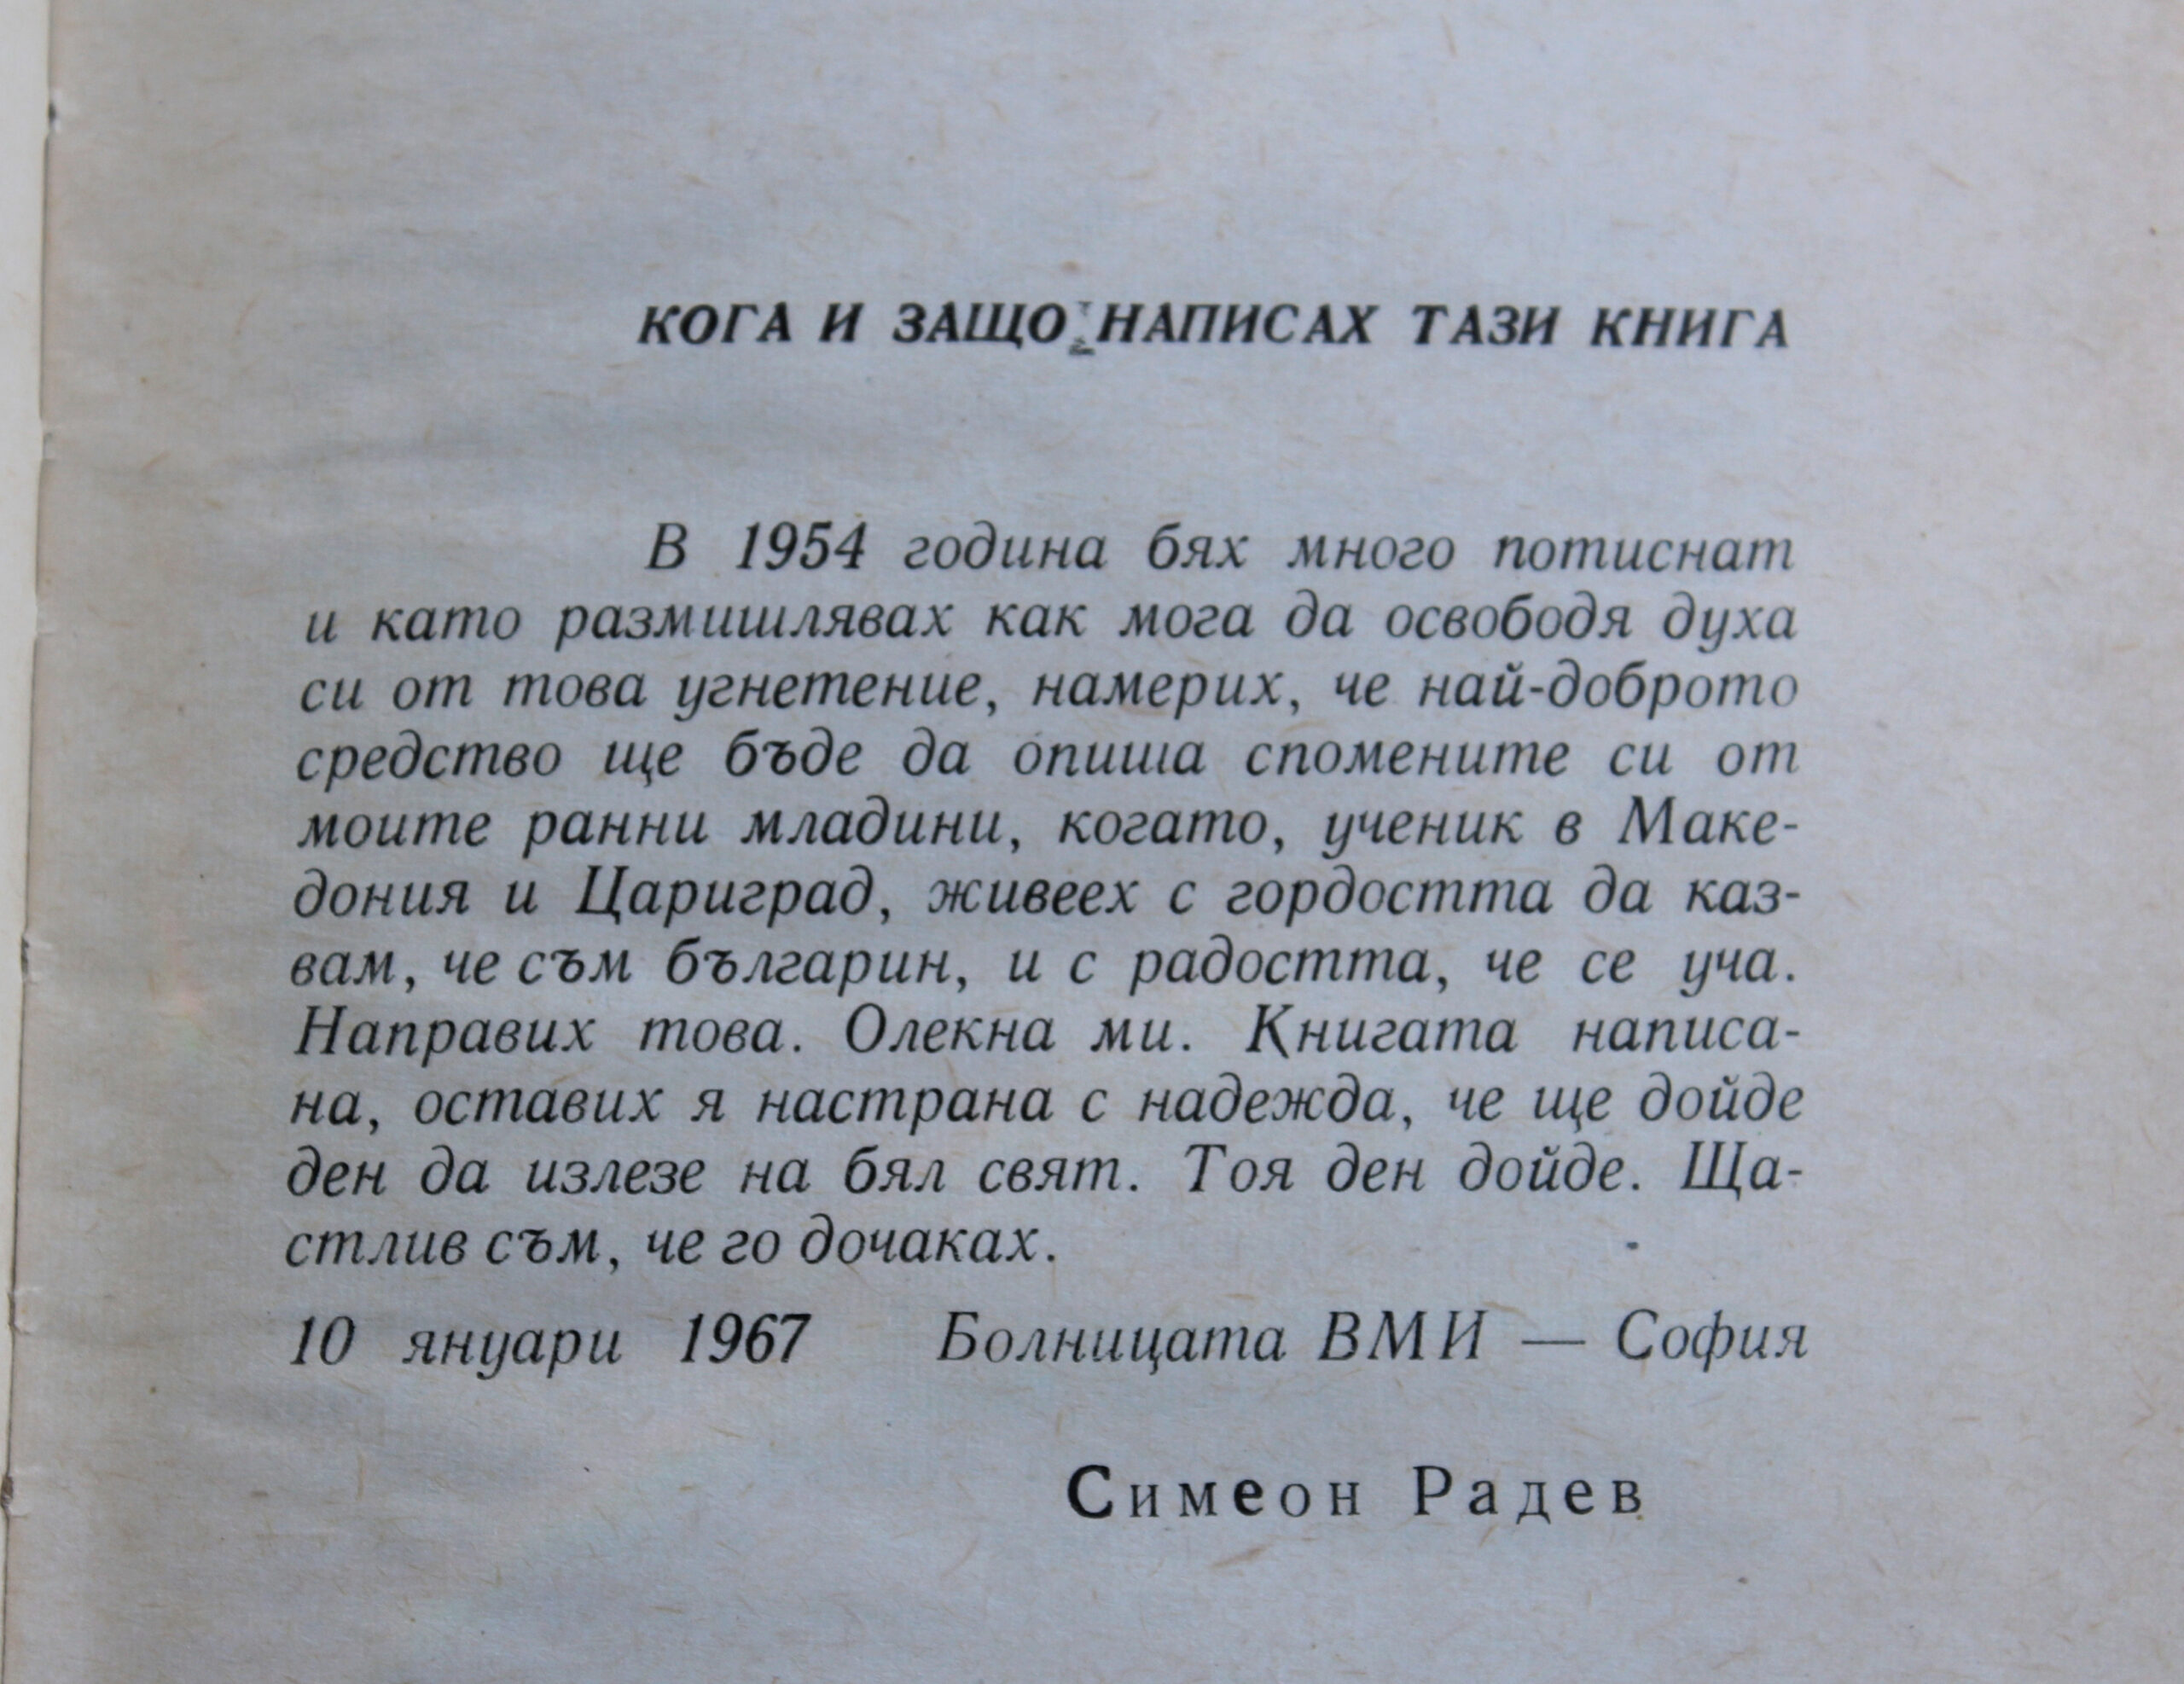 КОГА И ЗАЩО НАПИСАХ ТАЗИ КНИГА
В 1954 година бях много потиснат
и като размишлявах как мога да освободя духа
си от това угнетение, намерих, че най-доброто
средство ще бъде да опиша спомените си от
моите ранни младини, когато, ученик в Маке-
дония и Цариград, живеех с гордостта да каз-
вам, че съм българин, и с радостта, че се уча.
Направих това. Олекна ми. Книгата написа-
на, оставих я настрана с надежда, че ще дойде
ден да излезе на бял свят. Тоя ден дойде. Ща-
стлив съм, че го дочаках.
10 януари 1967 Болницата ВМИ — София
Симеон Радев